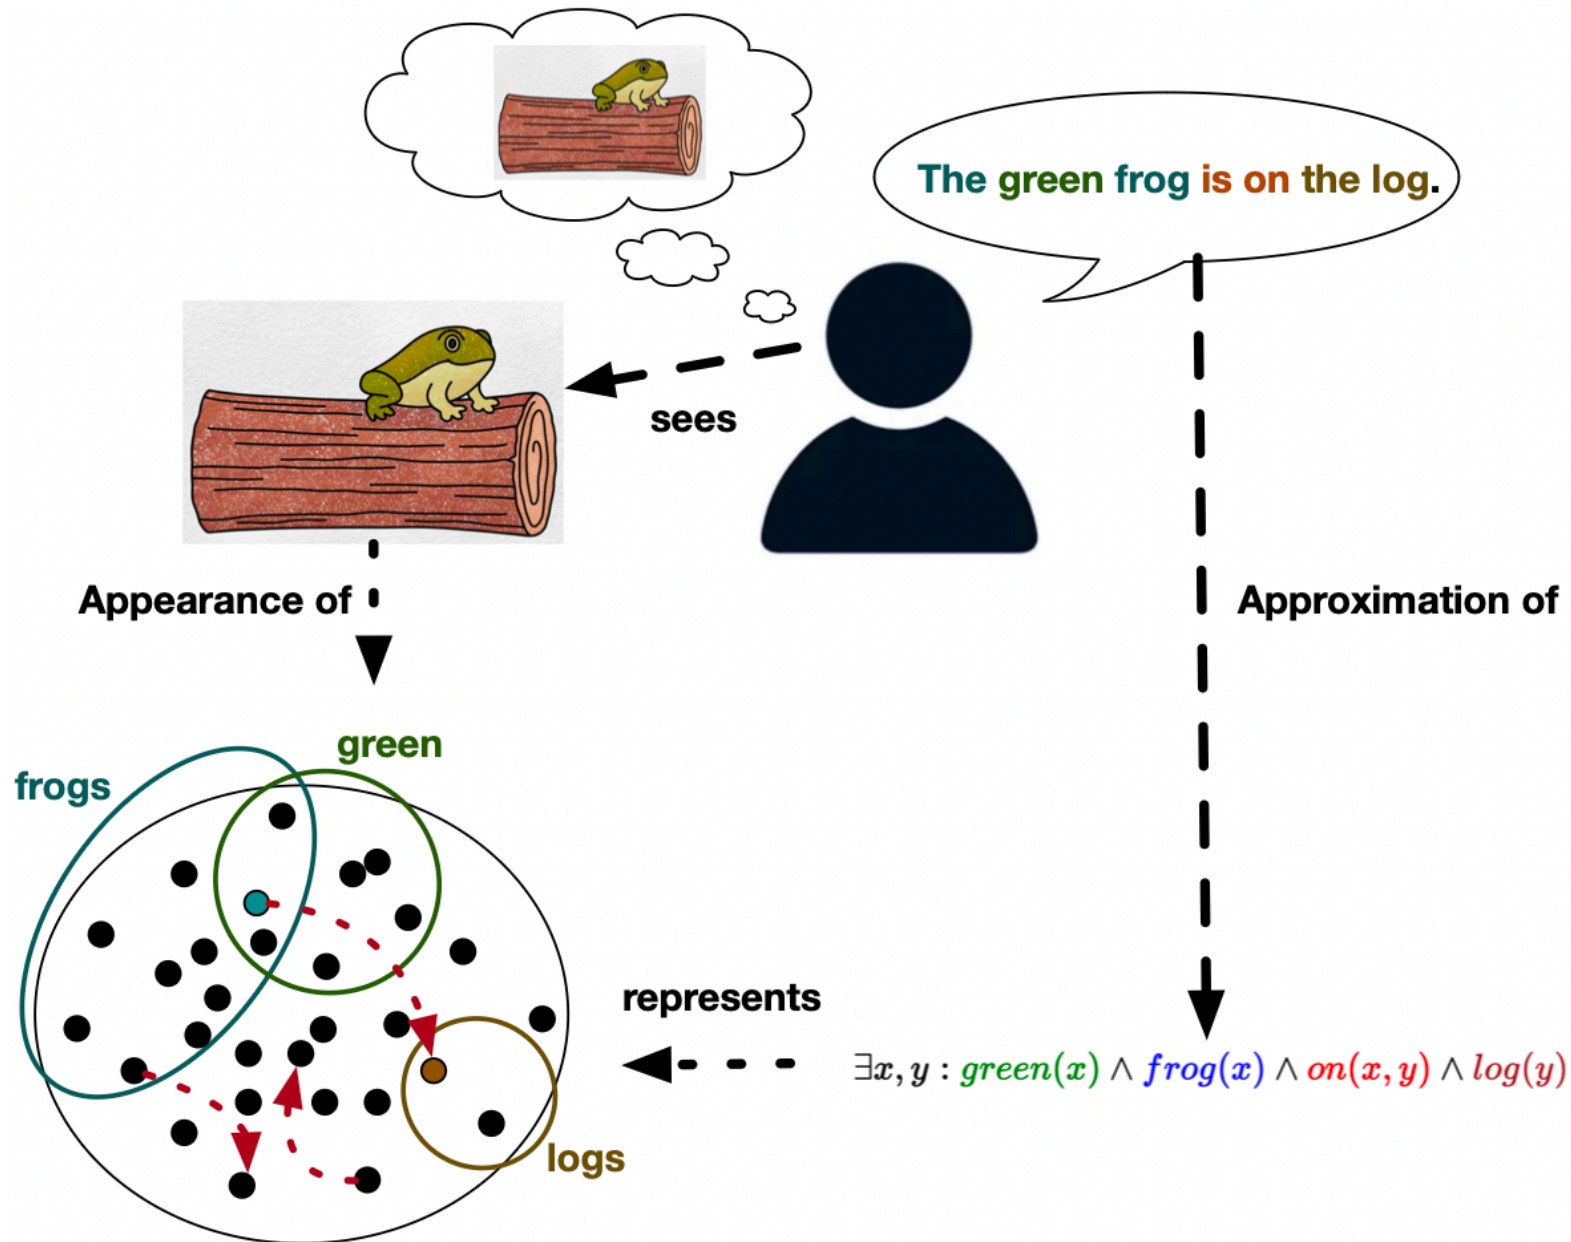 The green frog is on the log.
sees
Appearance of
Approximation of
green
frogs
represents
∃x, y : green(x) ∧ frog(x) ∧ on(x, y) ∧ log(y)
logs